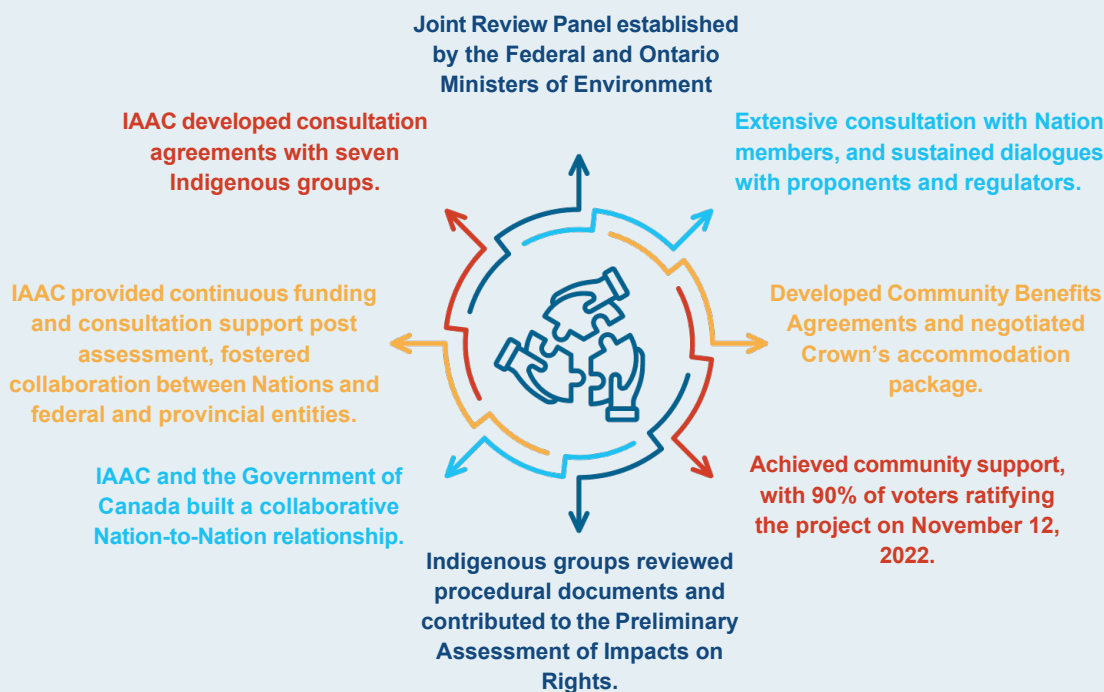 Joint Review Panel established
by the Federal and Ontario
Ministers of Environment
IAAC developed consultation
agreements with seven
Indigenous groups.
Extensive consultation with Nation
members, and sustained dialogues
with proponents and regulators.
IAAC provided continuous funding
and consultation support post
assessment, fostered
collaboration between Nations and
federal and provincial entities.
Developed Community Benefits
Agreements and negotiated
Crown’s accommodation
package.
IAAC and the Government of
Canada built a collaborative
Nation-to-Nation relationship.
Achieved community support,
with 90% of voters ratifying
the project on November 12,
2022.
Indigenous groups reviewed
procedural documents and
contributed to the Preliminary
Assessment of Impacts on
Rights.